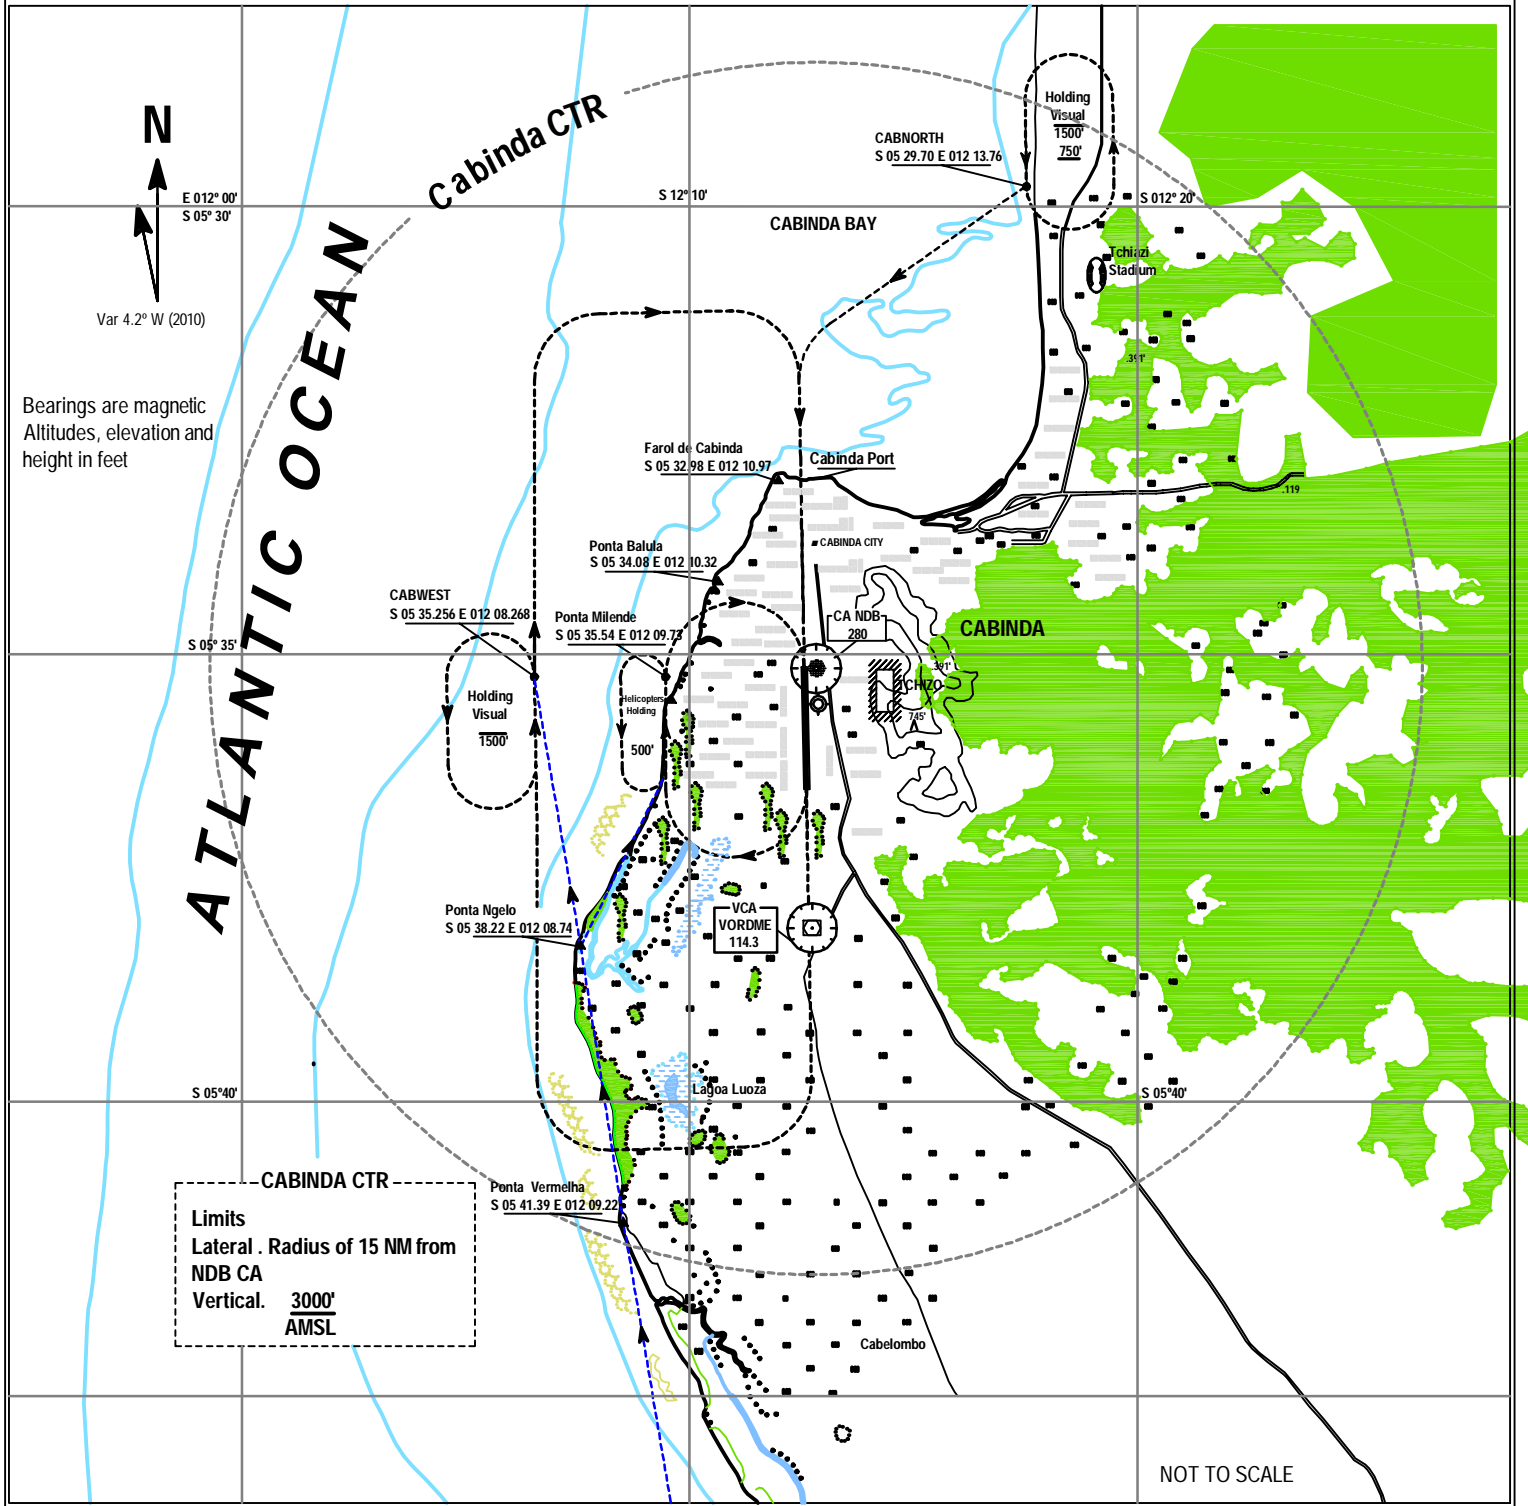 Holding
Visual
1500'
750'
CABNORTH
S 05 29.70 E 012 13.76
Cabinda CTR
N
E 012° 00'
S 05° 30'
S 12° 10'
S 012° 20'
CABINDA BAY
ATLANTIC OCEAN
Tchiazi
Stadium
Var 4.2° W (2010)
.391'
Bearings are magnetic
Altitudes, elevation and
height in feet
Farol de Cabinda
S 05 32.98 E 012 10.97
Cabinda Port
.119
CABINDA CITY
Ponta Balula
S 05 34.08 E 012 10.32
CABWEST
S 05 35.256 E 012 08.268
Ponta Milende
S 05 35.54 E 012 09.73
CA NDB
280
CABINDA
S 05° 35'
.391'
TCHIZO
745'
Holding
Visual
1500'
Helicopters
Holding
500'
Ponta Ngelo
S 05 38.22 E 012 08.74
VCA
VORDME
114.3
S 05°40'
Lagoa Luoza
S 05°40'
CABINDA CTR
Limits
Lateral . Radius of 15 NM from
NDB CA
Vertical. 3000'
AMSL
Ponta Vermelha
S 05 41.39 E 012 09.22
Cabelombo
NOT TO SCALE